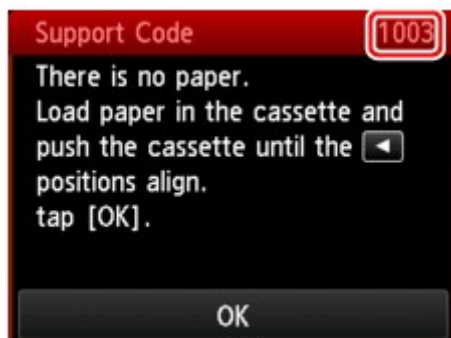 Support Code 1003
There is no paper.
Load paper in the cassette and
push the cassette until the ◀
positions align.
tap [OK].
OK